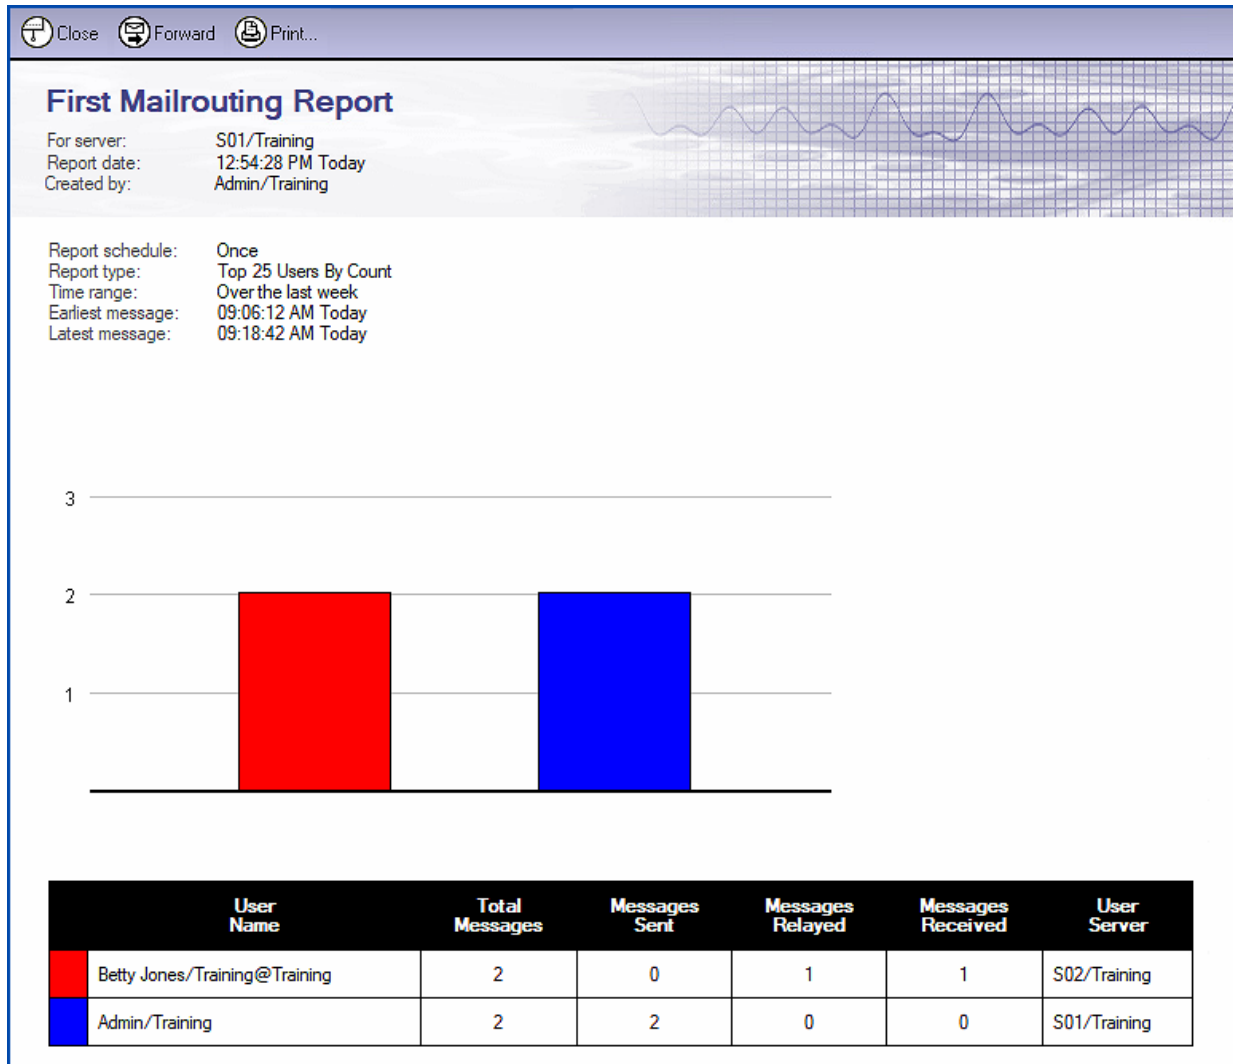 Close Forward Print...
First Mailrouting Report
For server: S01/Training
Report date: 12:54:28 PM Today
Created by: Admin/Training
Report schedule: Once
Report type: Top 25 Users By Count
Time range: Over the last week
Earliest message: 09:06:12 AM Today
Latest message: 09:18:42 AM Today
3
2
1
User Name Total Messages Messages Sent Messages Relayed Messages Received User Server
Betty Jones/Training@Training 2 0 1 1 S02/Training
Admin/Training 2 2 0 0 S01/Training